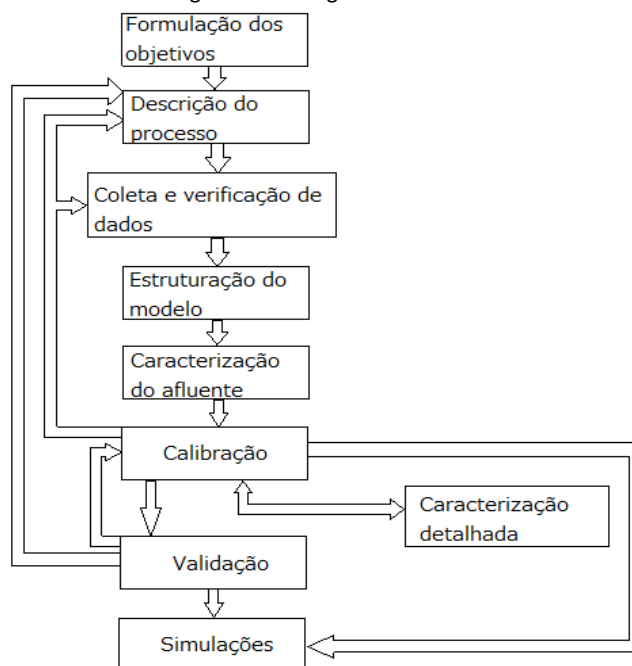 Formulação dos
objetivos
Descrição do
processo
Coleta e verificação de
dados
Estruturação do
modelo
Caracterização
do afluente
Calibração
Caracterização
detalhada
Validação
Simulações